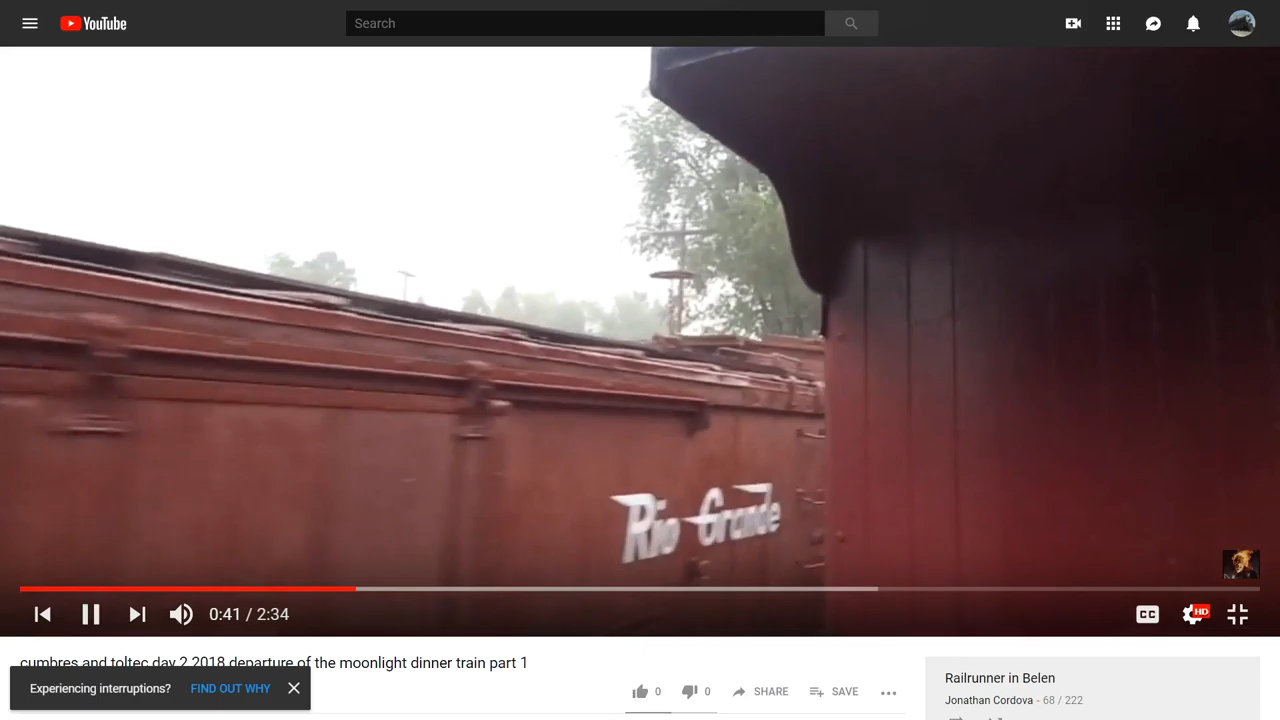 YouTube
Search
Rio Grande
0:41 / 2:34
CC
HD
cumbres and toltec day 2 2018 departure of the moonlight dinner train part 1
Experiencing interruptions? FIND OUT WHY
0 0 SHARE SAVE
Railrunner in Belen
Jonathan Cordova - 68 / 222